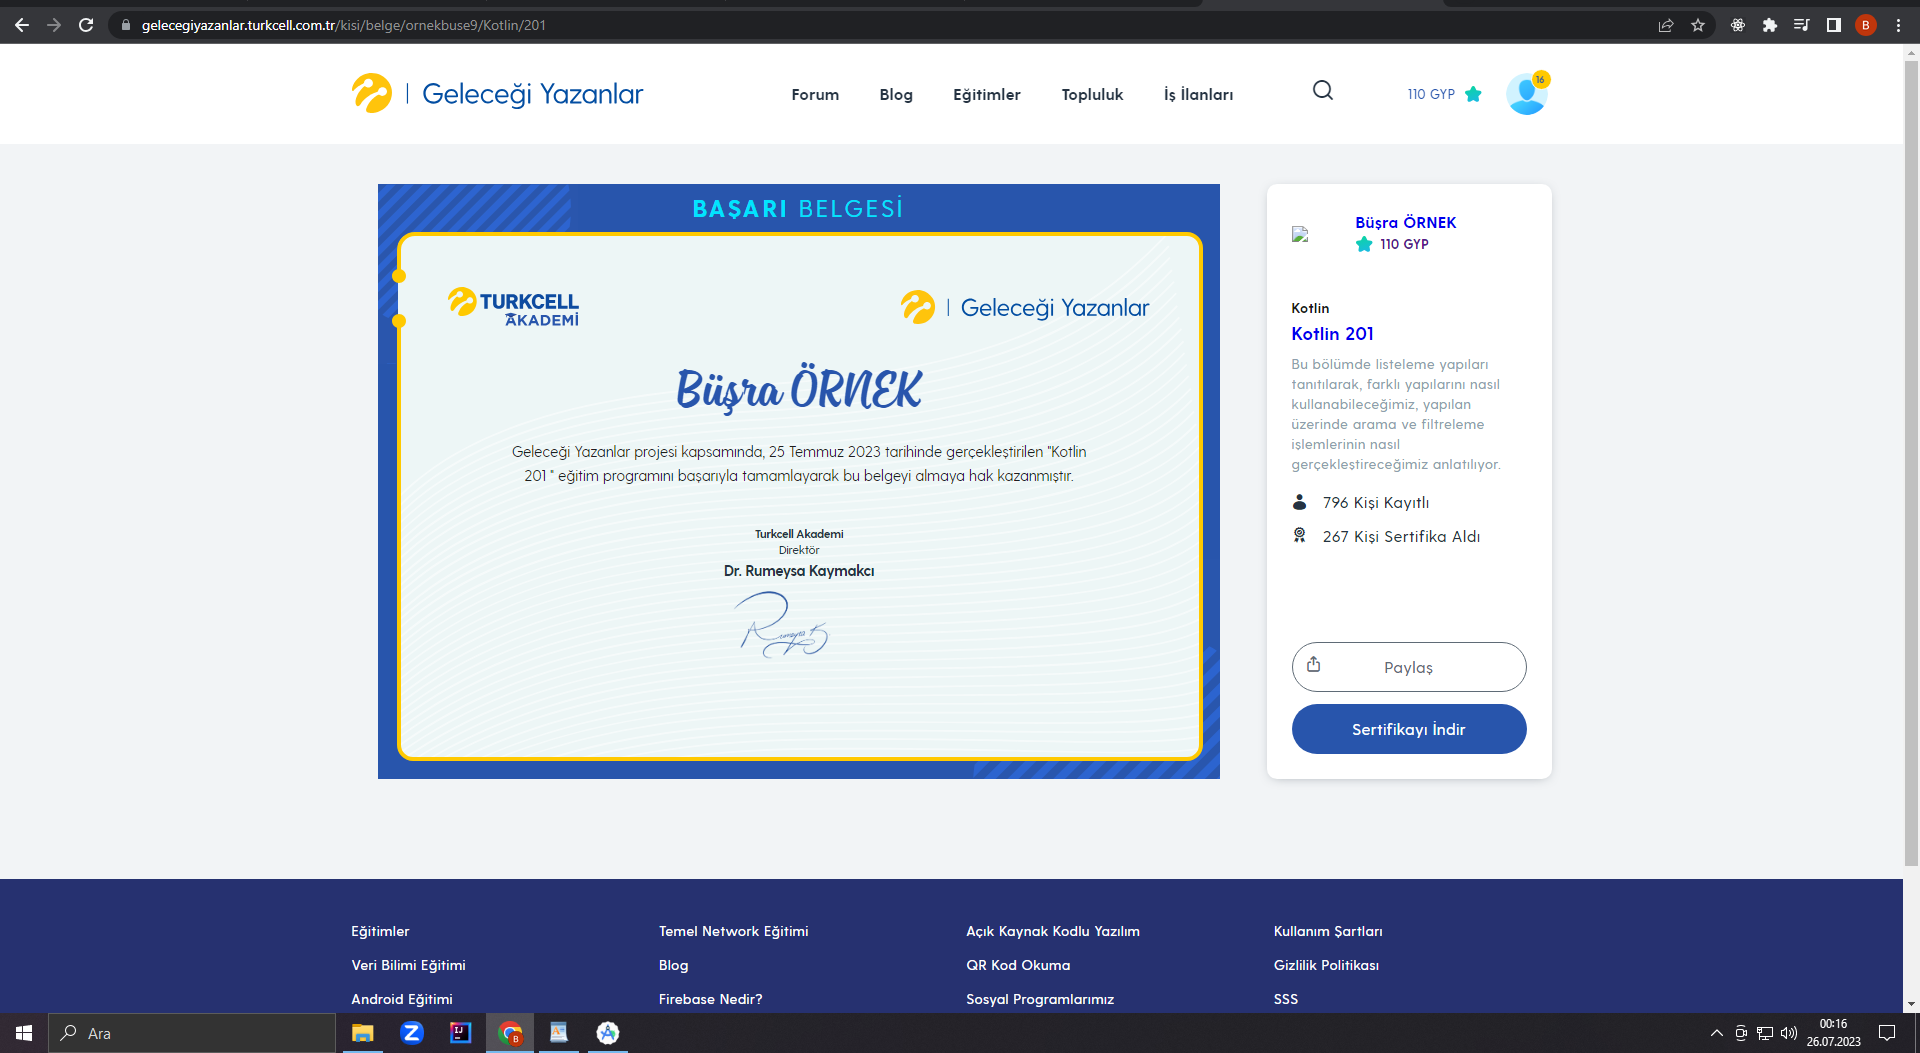 gelecegiyazanlar.turkcell.com.tr/kisi/belge/ornekbuse9/Kotlin/201
B
Geleceği Yazanlar
Forum
Blog
Eğitimler
Topluluk
İş İlanları
110 GYP
16
BAŞARI BELGESİ
TURKCELL
AKADEMİ
Geleceği Yazanlar
Büşra ÖRNEK
Geleceği Yazanlar projesi kapsamında, 25 Temmuz 2023 tarihinde gerçekleştirilen "Kotlin
201 " eğitim programını başarıyla tamamlayarak bu belgeyi almaya hak kazanmıştır.
Turkcell Akademi
Direktör
Dr. Rumeysa Kaymakcı
Rumeysa K
Büşra ÖRNEK
110 GYP
Kotlin
Kotlin 201
Bu bölümde listeleme yapıları
tanıtılarak, farklı yapılarını nasıl
kullanabileceğimiz, yapılan
üzerinde arama ve filtreleme
işlemlerinin nasıl
gerçekleştireceğimiz anlatılıyor.
796 Kişi Kayıtlı
267 Kişi Sertifika Aldı
Paylaş
Sertifikayı İndir
Eğitimler
Temel Network Eğitimi
Açık Kaynak Kodlu Yazılım
Kullanım Şartları
Veri Bilimi Eğitimi
Blog
QR Kod Okuma
Gizlilik Politikası
Android Eğitimi
Firebase Nedir?
Sosyal Programlarımız
SSS
Ara
Z
IJ
B
00:16
26.07.2023